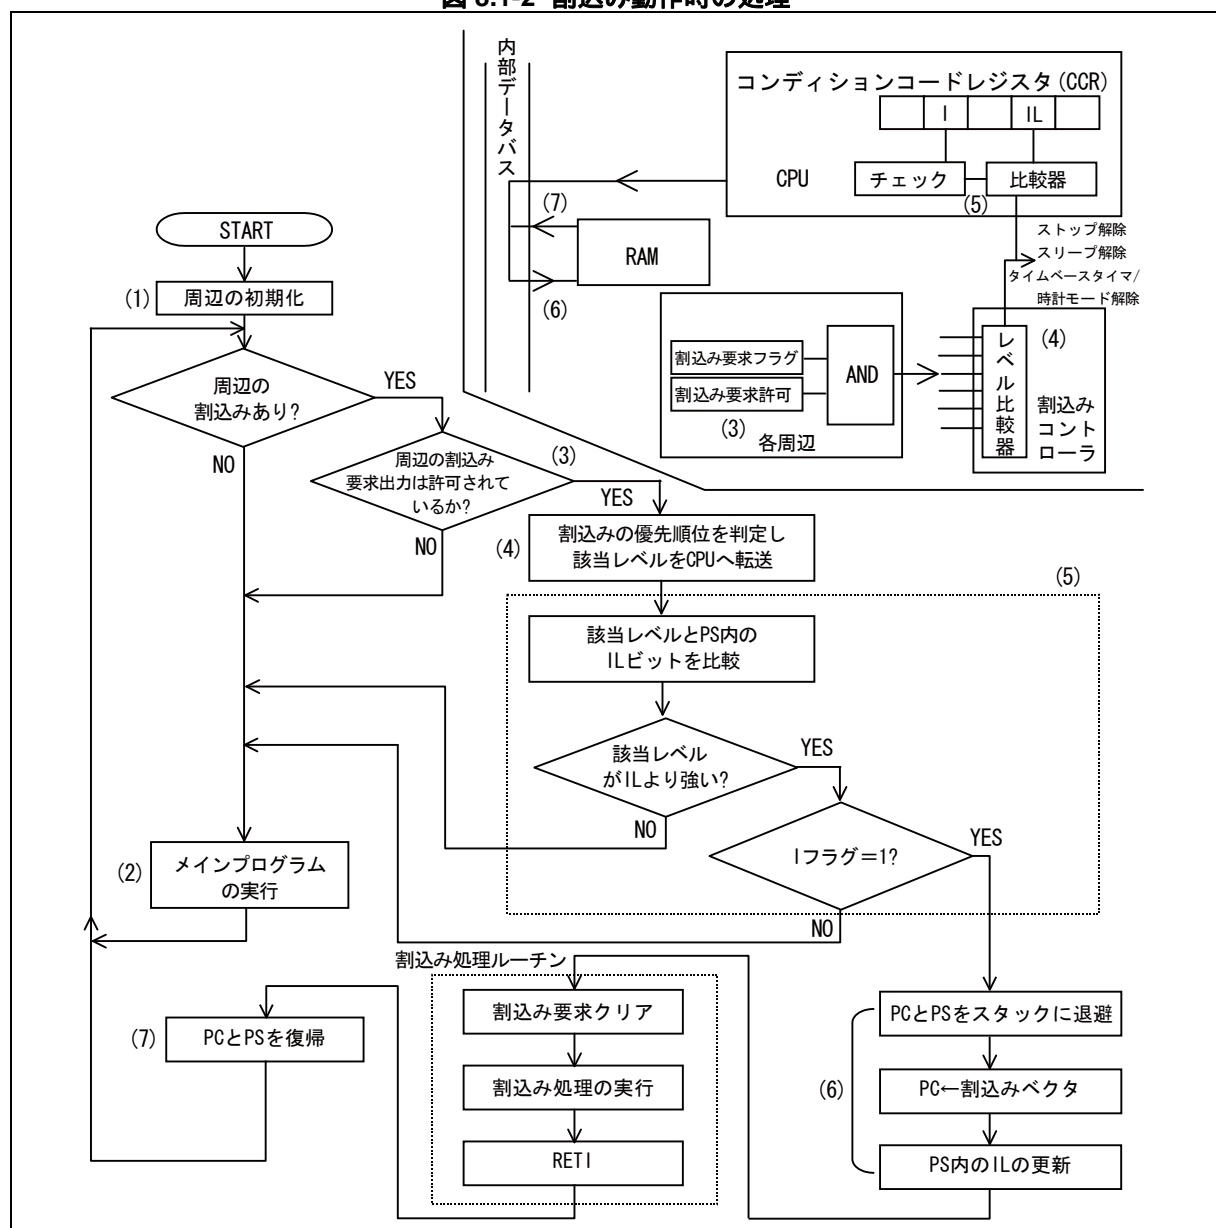 図 8.1-2 割込み動作時の処理
内部データバス
コンディションコードレジスタ(CCR)
I
IL
CPU
チェック
比較器
(5)
(7)
RAM
(6)
ストップ解除
スリープ解除
タイムベースタイマ/
時計モード解除
START
(1)
周辺の初期化
割込み要求フラグ
割込み要求許可
AND
(3)
各周辺
レベル比較器
(4)
割込み
コント
ローラ
周辺の
割込みあり?
YES
NO
周辺の割込み
要求出力は許可されて
いるか?
(3)
YES
NO
(4)
割込みの優先順位を判定し
該当レベルをCPUへ転送
(5)
該当レベルとPS内の
ILビットを比較
該当レベル
がILより強い?
YES
NO
Iフラグ=1?
YES
NO
(2)
メインプログラム
の実行
割込み処理ルーチン
割込み要求クリア
割込み処理の実行
RETI
(7)
PCとPSを復帰
(6)
PCとPSをスタックに退避
PC←割込みベクタ
PS内のILの更新